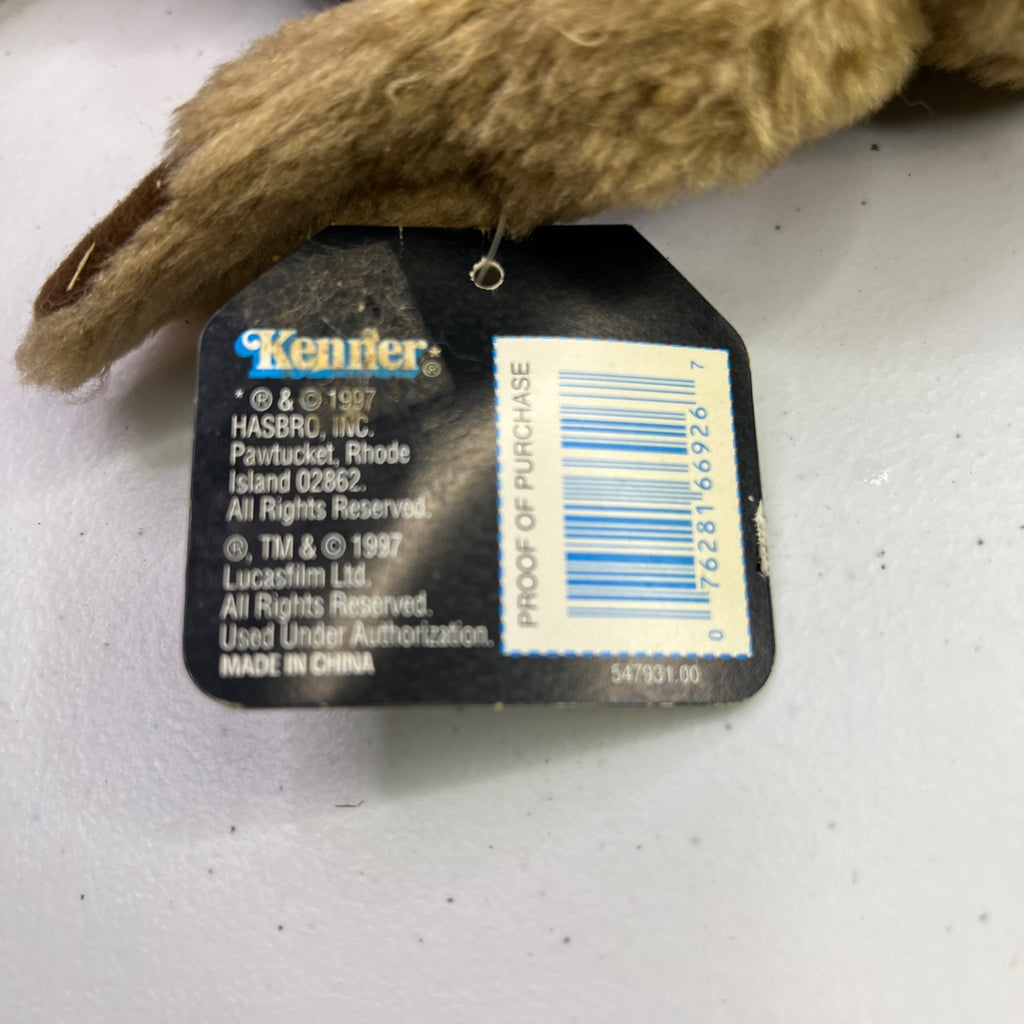 Kenner*®
* ℗ & © 1997
HASBRO, INC.
Pawtucket, Rhode
Island 02862.
All Rights Reserved.
®, TM & © 1997
Lucasfilm Ltd.
All Rights Reserved.
Used Under Authorization.
MADE IN CHINA
PROOF OF PURCHASE
0 76281 66926 7
547931.00